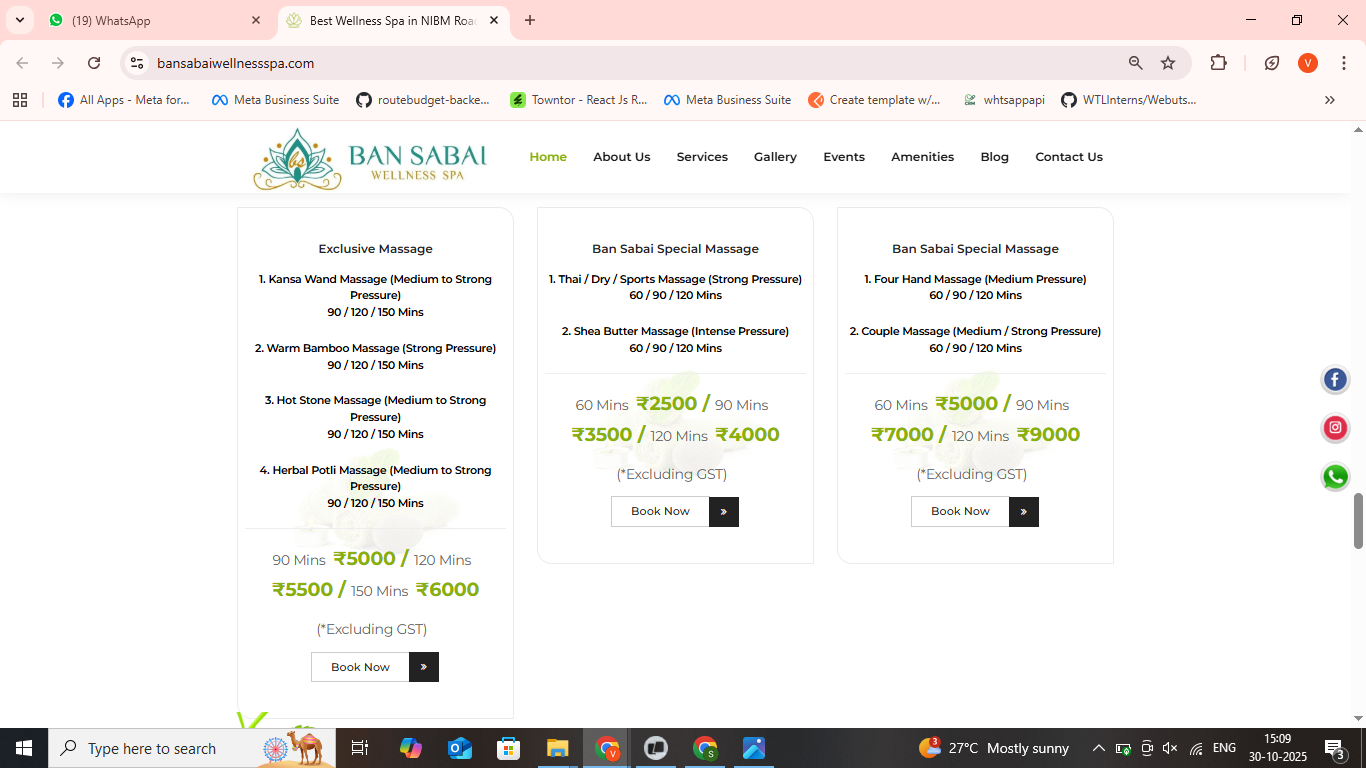 (19) WhatsApp
Best Wellness Spa in NIBM Roa
bansabaiwellnessspa.com
V
All Apps - Meta for...
Meta Business Suite
routebudget-backe...
Towntor - React Js R...
Meta Business Suite
Create template w/...
whtsappapi
WTLInterns/Webuts...
bs
BAN SABAI
WELLNESS SPA
Home
About Us
Services
Gallery
Events
Amenities
Blog
Contact Us
Exclusive Massage
1. Kansa Wand Massage (Medium to Strong
Pressure)
90 / 120 / 150 Mins
2. Warm Bamboo Massage (Strong Pressure)
90 / 120 / 150 Mins
3. Hot Stone Massage (Medium to Strong
Pressure)
90 / 120 / 150 Mins
4. Herbal Potli Massage (Medium to Strong
Pressure)
90 / 120 / 150 Mins
90 Mins ₹5000 / 120 Mins
₹5500 / 150 Mins ₹6000
(*Excluding GST)
Book Now »
Ban Sabai Special Massage
1. Thai / Dry / Sports Massage (Strong Pressure)
60 / 90 / 120 Mins
2. Shea Butter Massage (Intense Pressure)
60 / 90 / 120 Mins
60 Mins ₹2500 / 90 Mins
₹3500 / 120 Mins ₹4000
(*Excluding GST)
Book Now »
Ban Sabai Special Massage
1. Four Hand Massage (Medium Pressure)
60 / 90 / 120 Mins
2. Couple Massage (Medium / Strong Pressure)
60 / 90 / 120 Mins
60 Mins ₹5000 / 90 Mins
₹7000 / 120 Mins ₹9000
(*Excluding GST)
Book Now »
Type here to search
V
S
3
27°C Mostly sunny
ENG
15:09
30-10-2025
3